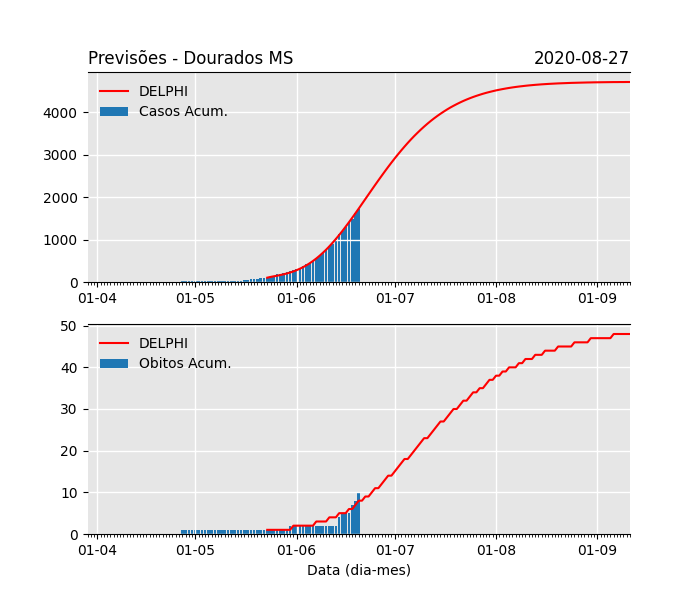 Previsões - Dourados MS 2020-08-27
DELPHI
Casos Acum.
4000
3000
2000
1000
0
01-04 01-05 01-06 01-07 01-08 01-09
50
DELPHI
Obitos Acum.
40
30
20
10
0
01-04 01-05 01-06 01-07 01-08 01-09
Data (dia-mes)